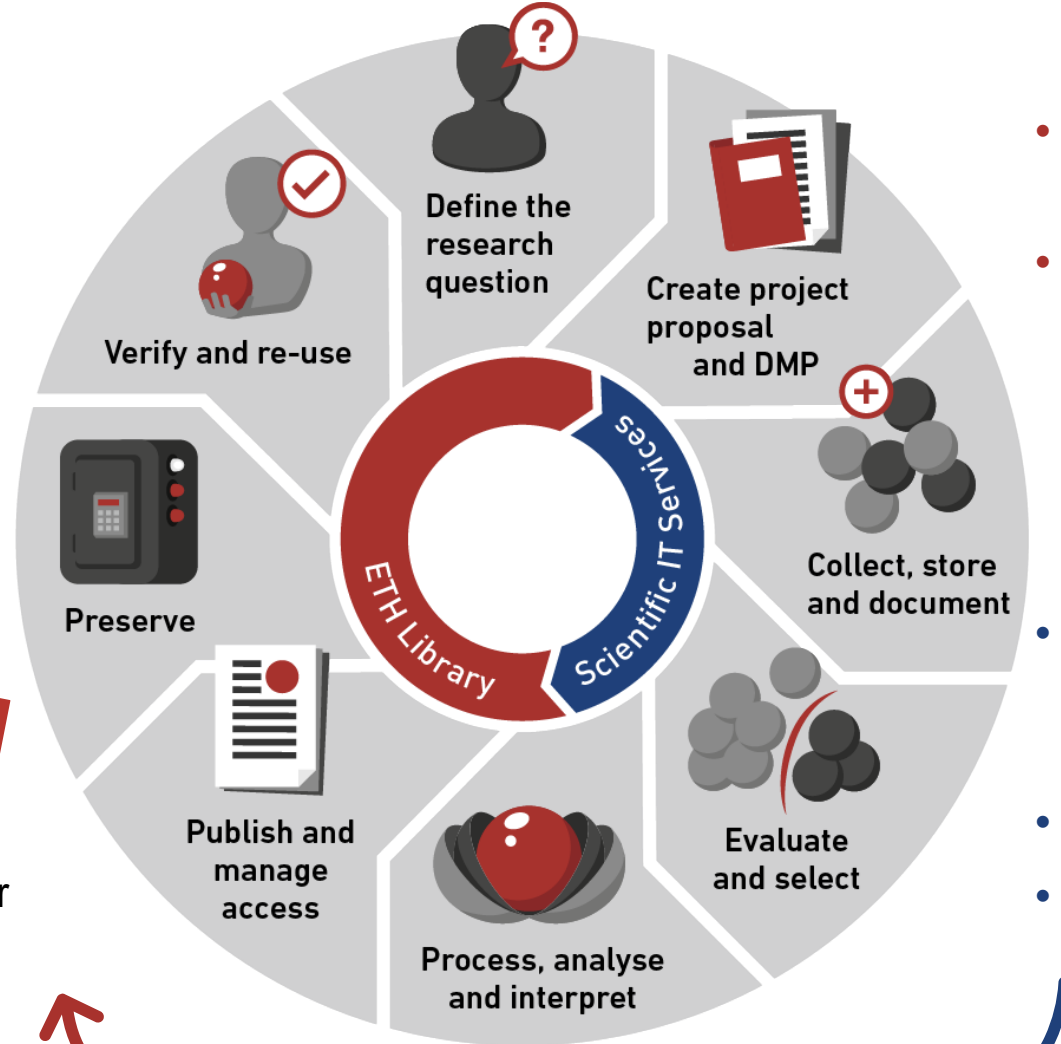 ?
Define the
research
question
Create project
proposal
and DMP
+
Collect, store
and document
Evaluate
and select
Process, analyse
and interpret
Publish and
manage
access
Preserve
Verify and re-use
ETH Library
Scientific IT Services
r